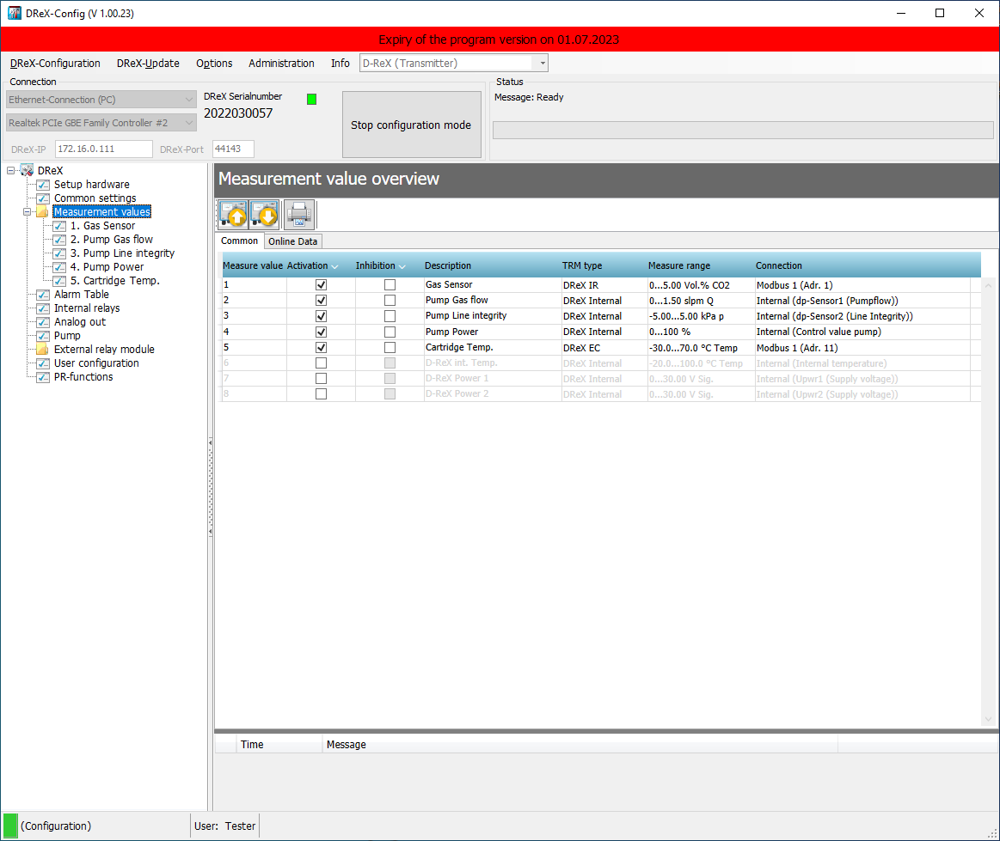 DReX-Config (V 1.00.23)
Expiry of the program version on 01.07.2023
DReX-Configuration DReX-Update Options Administration Info D-ReX (Transmitter)
Connection
Ethernet-Connection (PC)
Realtek PCIe GBE Family Controller #2
DReX-IP 172.16.0.111 DReX-Port 44143
DReX Serialnumber
2022030057
Stop configuration mode
Status
Message: Ready
DReX
Setup hardware
Common settings
Measurement values
1. Gas Sensor
2. Pump Gas flow
3. Pump Line integrity
4. Pump Power
5. Cartridge Temp.
Alarm Table
Internal relays
Analog out
Pump
External relay module
User configuration
PR-functions
Measurement value overview
Common Online Data
Measure value Activation Inhibition Description TRM type Measure range Connection
1 Gas Sensor DReX IR 0...5.00 Vol.% CO2 Modbus 1 (Adr. 1)
2 Pump Gas flow DReX Internal 0...1.50 slpm Q Internal (dp-Sensor1 (Pumpflow))
3 Pump Line integrity DReX Internal -5.00...5.00 kPa p Internal (dp-Sensor2 (Line Integrity))
4 Pump Power DReX Internal 0...100 % Internal (Control value pump)
5 Cartridge Temp. DReX EC -30.0...70.0 °C Temp Modbus 1 (Adr. 11)
6 D-ReX int. Temp. DReX Internal -20.0...100.0 °C Temp Internal (Internal temperature)
7 D-ReX Power 1 DReX Internal 0...30.00 V Sig. Internal (Upwr1 (Supply voltage))
8 D-ReX Power 2 DReX Internal 0...30.00 V Sig. Internal (Upwr2 (Supply voltage))
Time Message
(Configuration) User: Tester